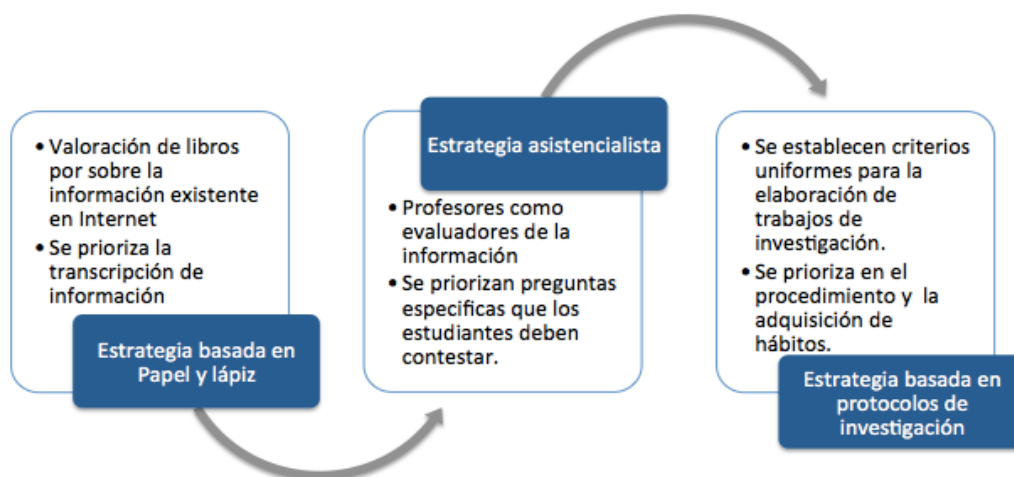 • Valoración de libros
por sobre la
información existente
en Internet
• Se prioriza la
transcripción de
información
Estrategia basada en
Papel y lápiz
Estrategia asistencialista
• Profesores como
evaluadores de la
información
• Se priorizan preguntas
especificas que los
estudiantes deben
contestar.
• Se establecen criterios
uniformes para la
elaboración de
trabajos de
investigación.
• Se prioriza en el
procedimiento y la
adquisición de
hábitos.
Estrategia basada en
protocolos de
investigación